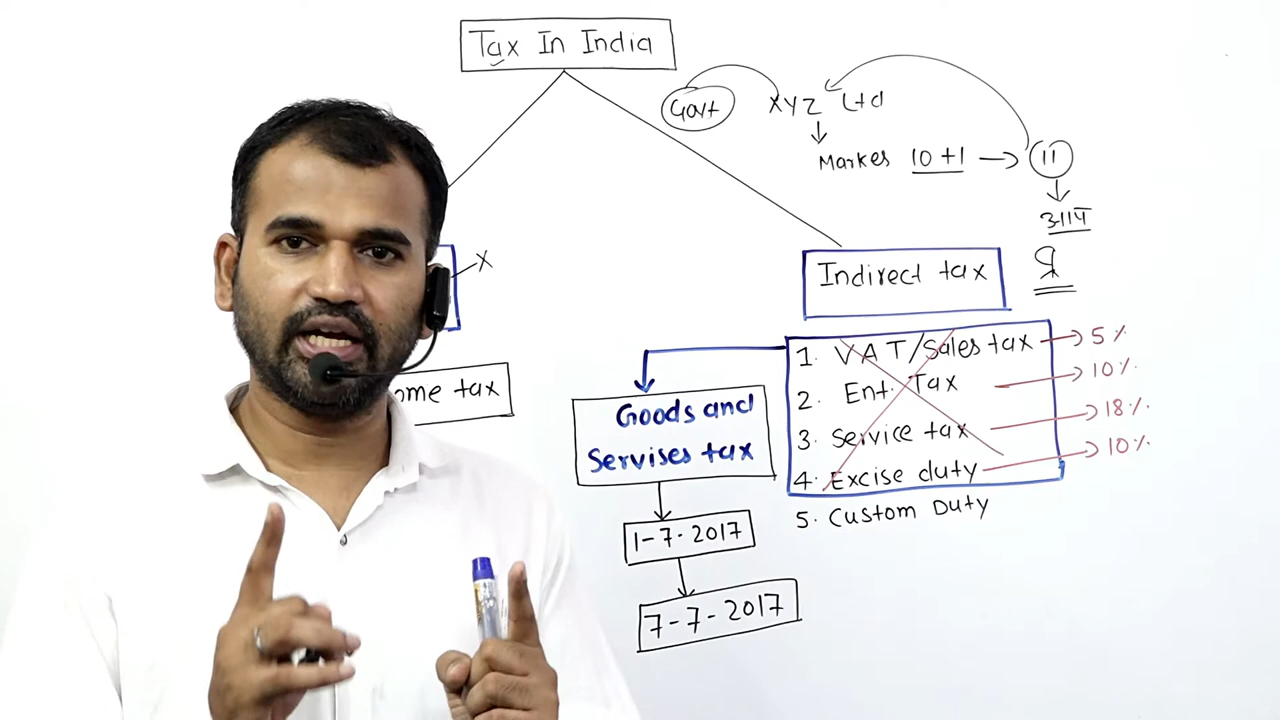 Tax In India
Govt XYZ Ltd
Markes 10 + 1 → 11
X
Indirect tax
1. VAT/Sales tax → 5 %
2. Ent. Tax → 10 %.
3. Service tax → 18 %.
4. Excise duty → 10 %.
5. Custom Duty
ome tax
Goods and
Servises tax
1-7-2017
7-7-2017